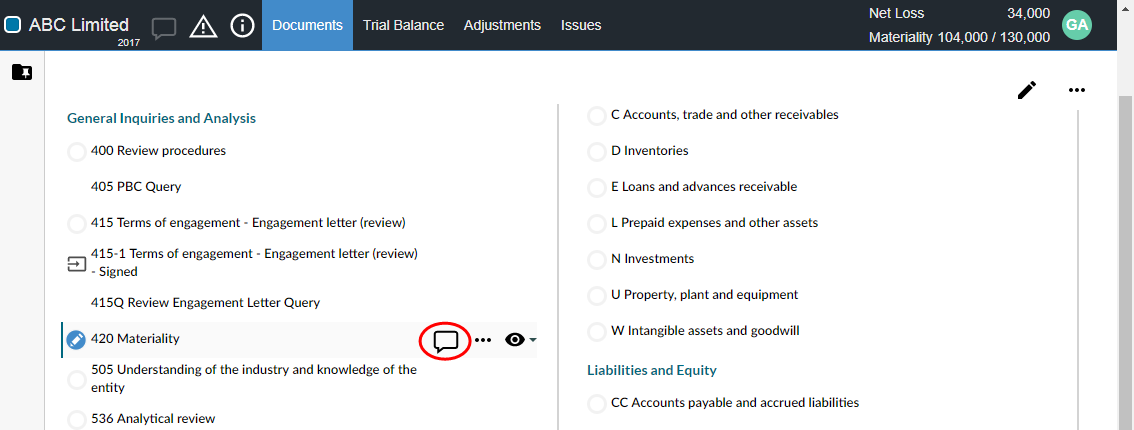 ABC Limited
2017
Documents
Trial Balance
Adjustments
Issues
Net Loss 34,000
Materiality 104,000 / 130,000
GA
General Inquiries and Analysis
400 Review procedures
405 PBC Query
415 Terms of engagement - Engagement letter (review)
415-1 Terms of engagement - Engagement letter (review)
- Signed
415Q Review Engagement Letter Query
420 Materiality
505 Understanding of the industry and knowledge of the
entity
536 Analytical review
C Accounts, trade and other receivables
D Inventories
E Loans and advances receivable
L Prepaid expenses and other assets
N Investments
U Property, plant and equipment
W Intangible assets and goodwill
Liabilities and Equity
CC Accounts payable and accrued liabilities